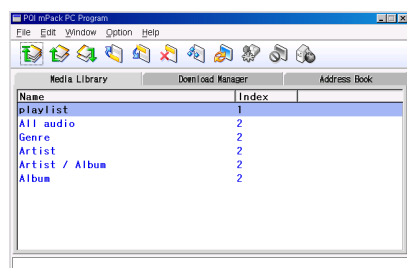 PQI mPack PC Program
File Edit Window Option Help
Media Library Download Manager Address Book
Name Index
playlist 1
All audio 2
Genre 2
Artist 2
Artist / Album 2
Album 2